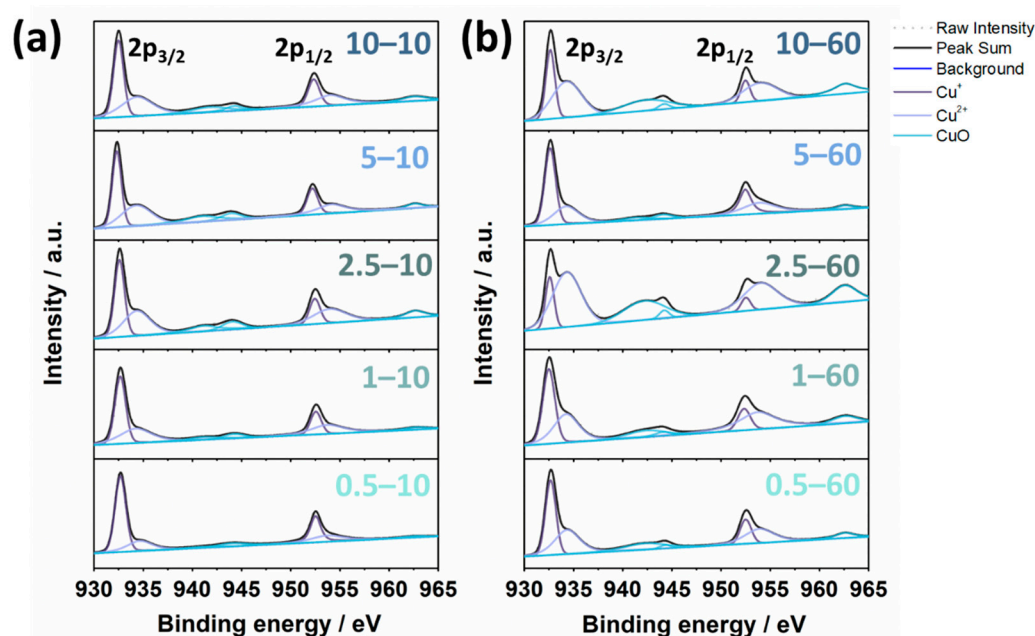 (a)
2p3/2
2p1/2
10–10
5–10
2.5–10
1–10
0.5–10
Intensity / a.u.
930 935 940 945 950 955 960 965
Binding energy / eV
(b)
2p3/2
2p1/2
10–60
5–60
2.5–60
1–60
0.5–60
Intensity / a.u.
930 935 940 945 950 955 960 965
Binding energy / eV
Raw Intensity
Peak Sum
Background
Cu+
Cu2+
CuO